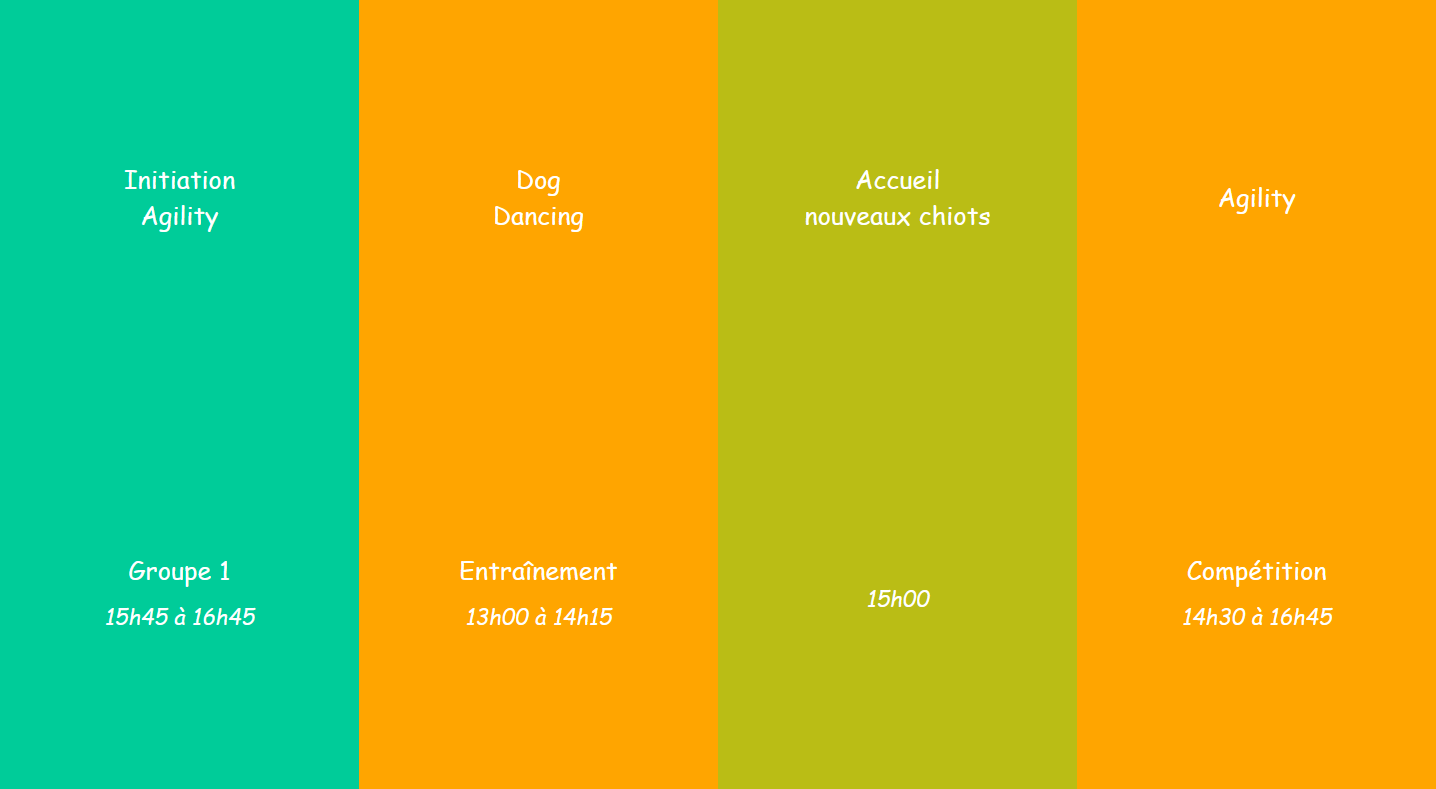 Initiation
Agility
Groupe 1
15h45 à 16h45
Dog
Dancing
Entraînement
13h00 à 14h15
Accueil
nouveaux chiots
15h00
Agility
Compétition
14h30 à 16h45